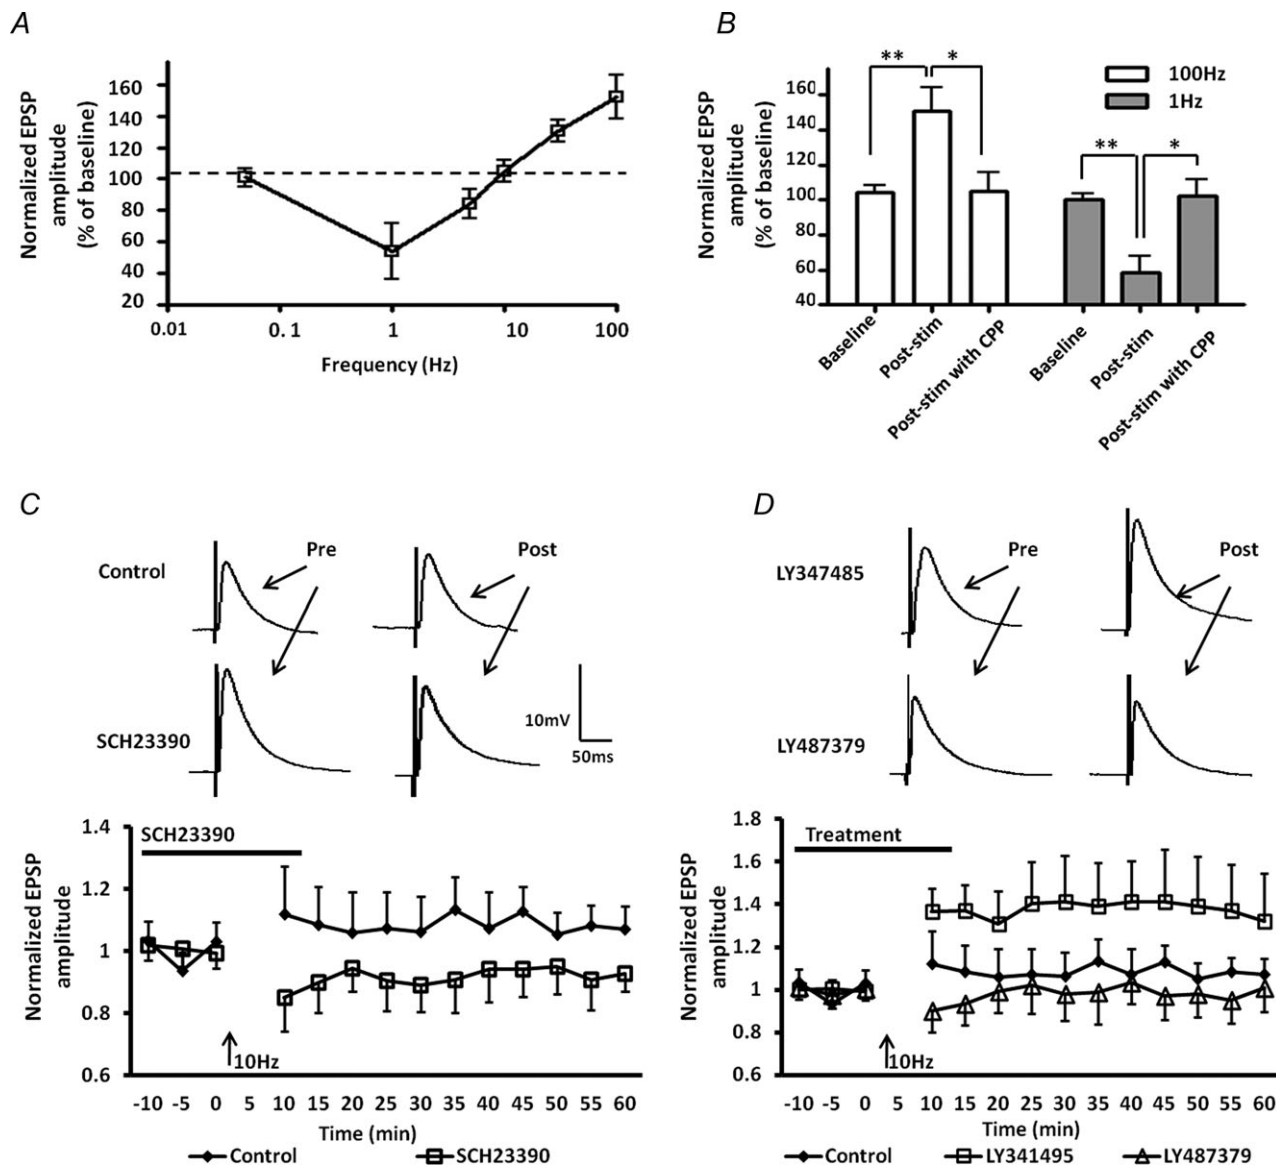 A
Normalized EPSP
amplitude
(% of baseline)
160
140
120
100
80
60
40
20
0.01
0.1
1
10
100
Frequency (Hz)
B
Normalized EPSP
amplitude
(% of baseline)
160
140
120
100
80
60
40
**
*
**
*
100Hz
1Hz
Baseline
Post-stim
Post-stim with CPP
Baseline
Post-stim
Post-stim with CPP
C
Control
Pre
Post
SCH23390
10mV
50ms
Normalized EPSP
amplitude
1.4
1.2
1
0.8
0.6
SCH23390
10Hz
-10 -5 0 5 10 15 20 25 30 35 40 45 50 55 60
Time (min)
Control
SCH23390
D
LY347485
Pre
Post
LY487379
Normalized EPSP
amplitude
1.8
1.6
1.4
1.2
1
0.8
0.6
Treatment
10Hz
-10 -5 0 5 10 15 20 25 30 35 40 45 50 55 60
Time (min)
Control
LY341495
LY487379